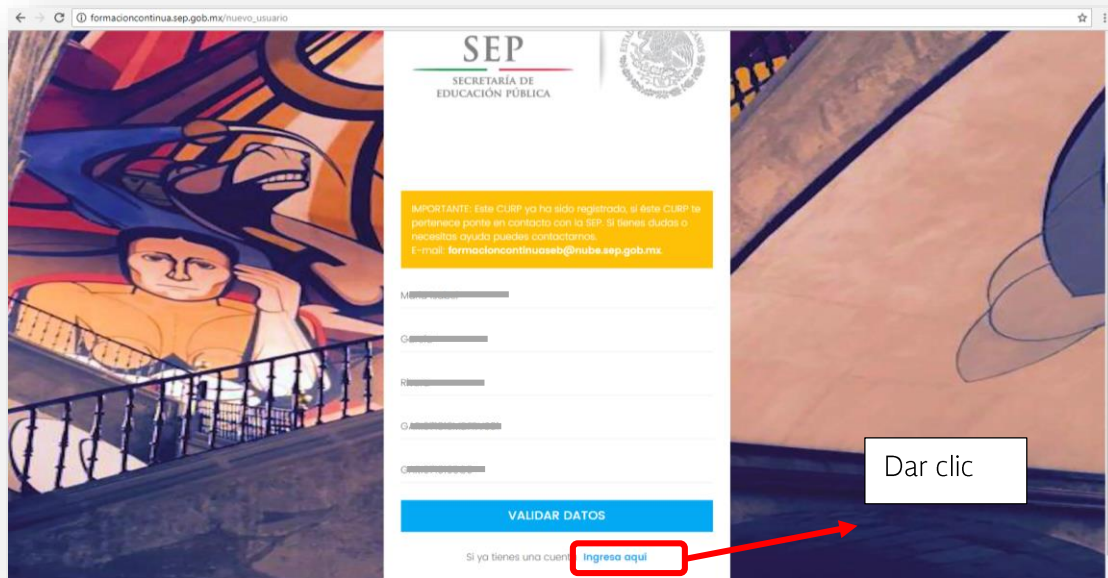 formacioncontinua.sep.gob.mx/nuevo_usuario
SEP
SECRETARÍA DE
EDUCACIÓN PÚBLICA
IMPORTANTE: Este CURP ya ha sido registrado, si éste CURP te
pertenece ponte en contacto con la SEP. Si tienes dudas o
necesitas ayuda puedes contactarnos.
E-mail: formacioncontinuaseb@nube.sep.gob.mx.
VALIDAR DATOS
Si ya tienes una cuenta Ingresa aquí
Dar clic